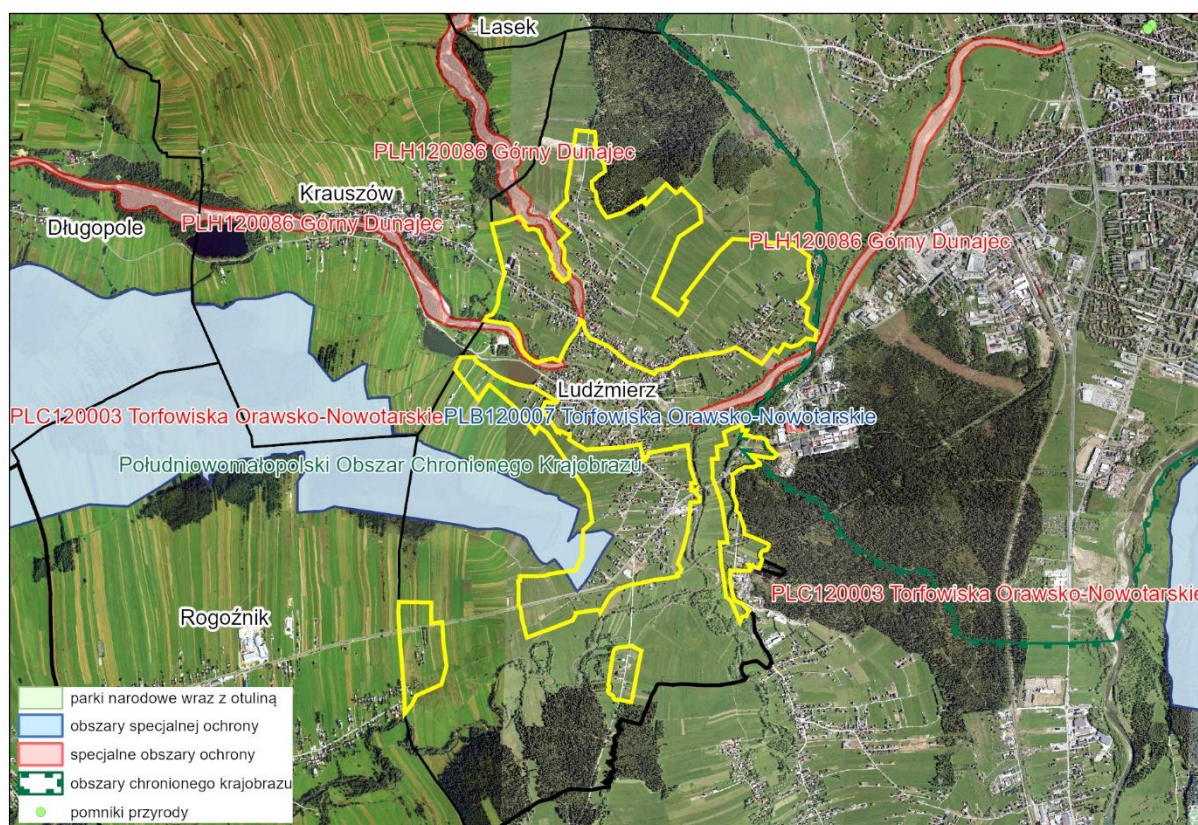 Lasek
PLH120086 Górny Dunajec
Krauszów
PLH120086 Górny Dunajec
Długopole
PLH120086 Górny Dunajec
Ludźmierz
PLC120003 Torfowiska Orawsko-Nowotarskie
PLB120007 Torfowiska Orawsko-Nowotarskie
Południowomałopolski Obszar Chronionego Krajobrazu
PLC120003 Torfowiska Orawsko-Nowotarskie
Rogoźnik
parki narodowe wraz z otuliną
obszary specjalnej ochrony
specjalne obszary ochrony
obszary chronionego krajobrazu
pomniki przyrody